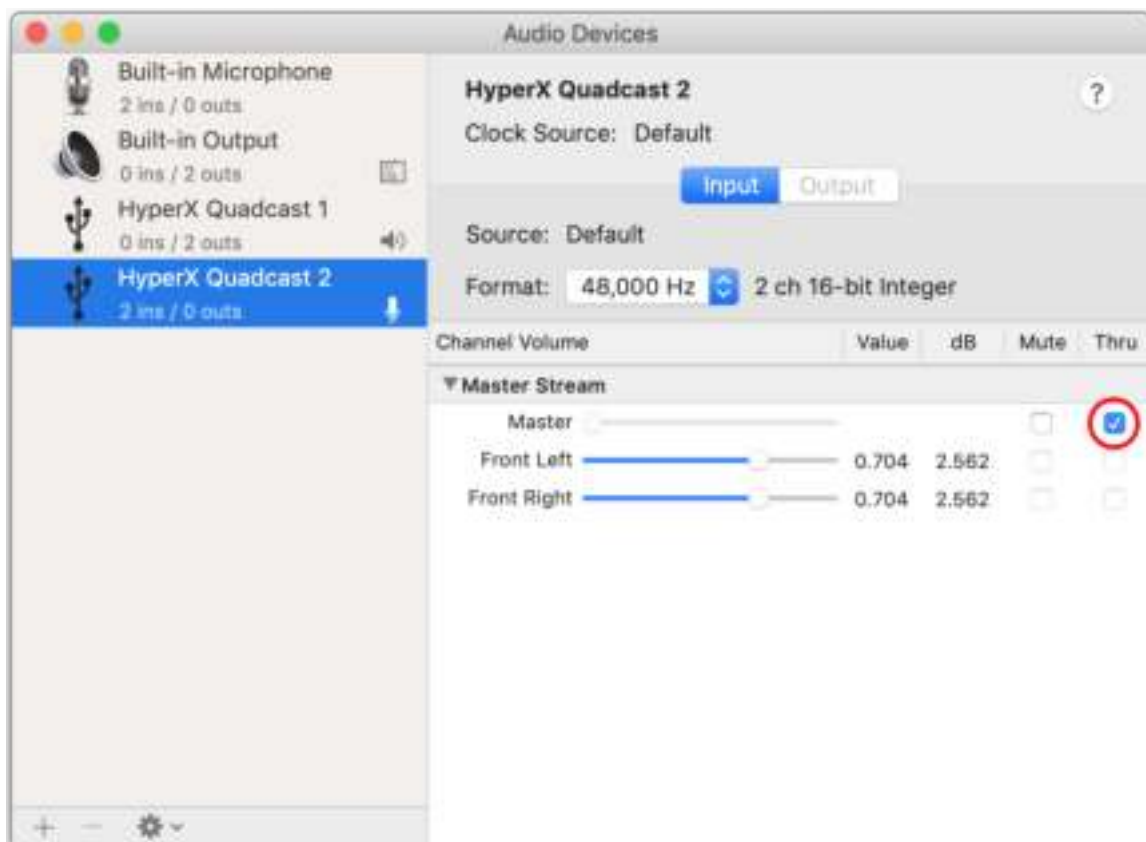 Audio Devices
Built-in Microphone
2 ins / 0 outs
Built-in Output
0 ins / 2 outs
HyperX Quadcast 1
0 ins / 2 outs
HyperX Quadcast 2
2 ins / 0 outs
HyperX Quadcast 2
?
Clock Source: Default
Input Output
Source: Default
Format: 48,000 Hz 2 ch 16-bit Integer
Channel Volume Value dB Mute Thru
Master Stream
Master
Front Left 0.704 2.562
Front Right 0.704 2.562